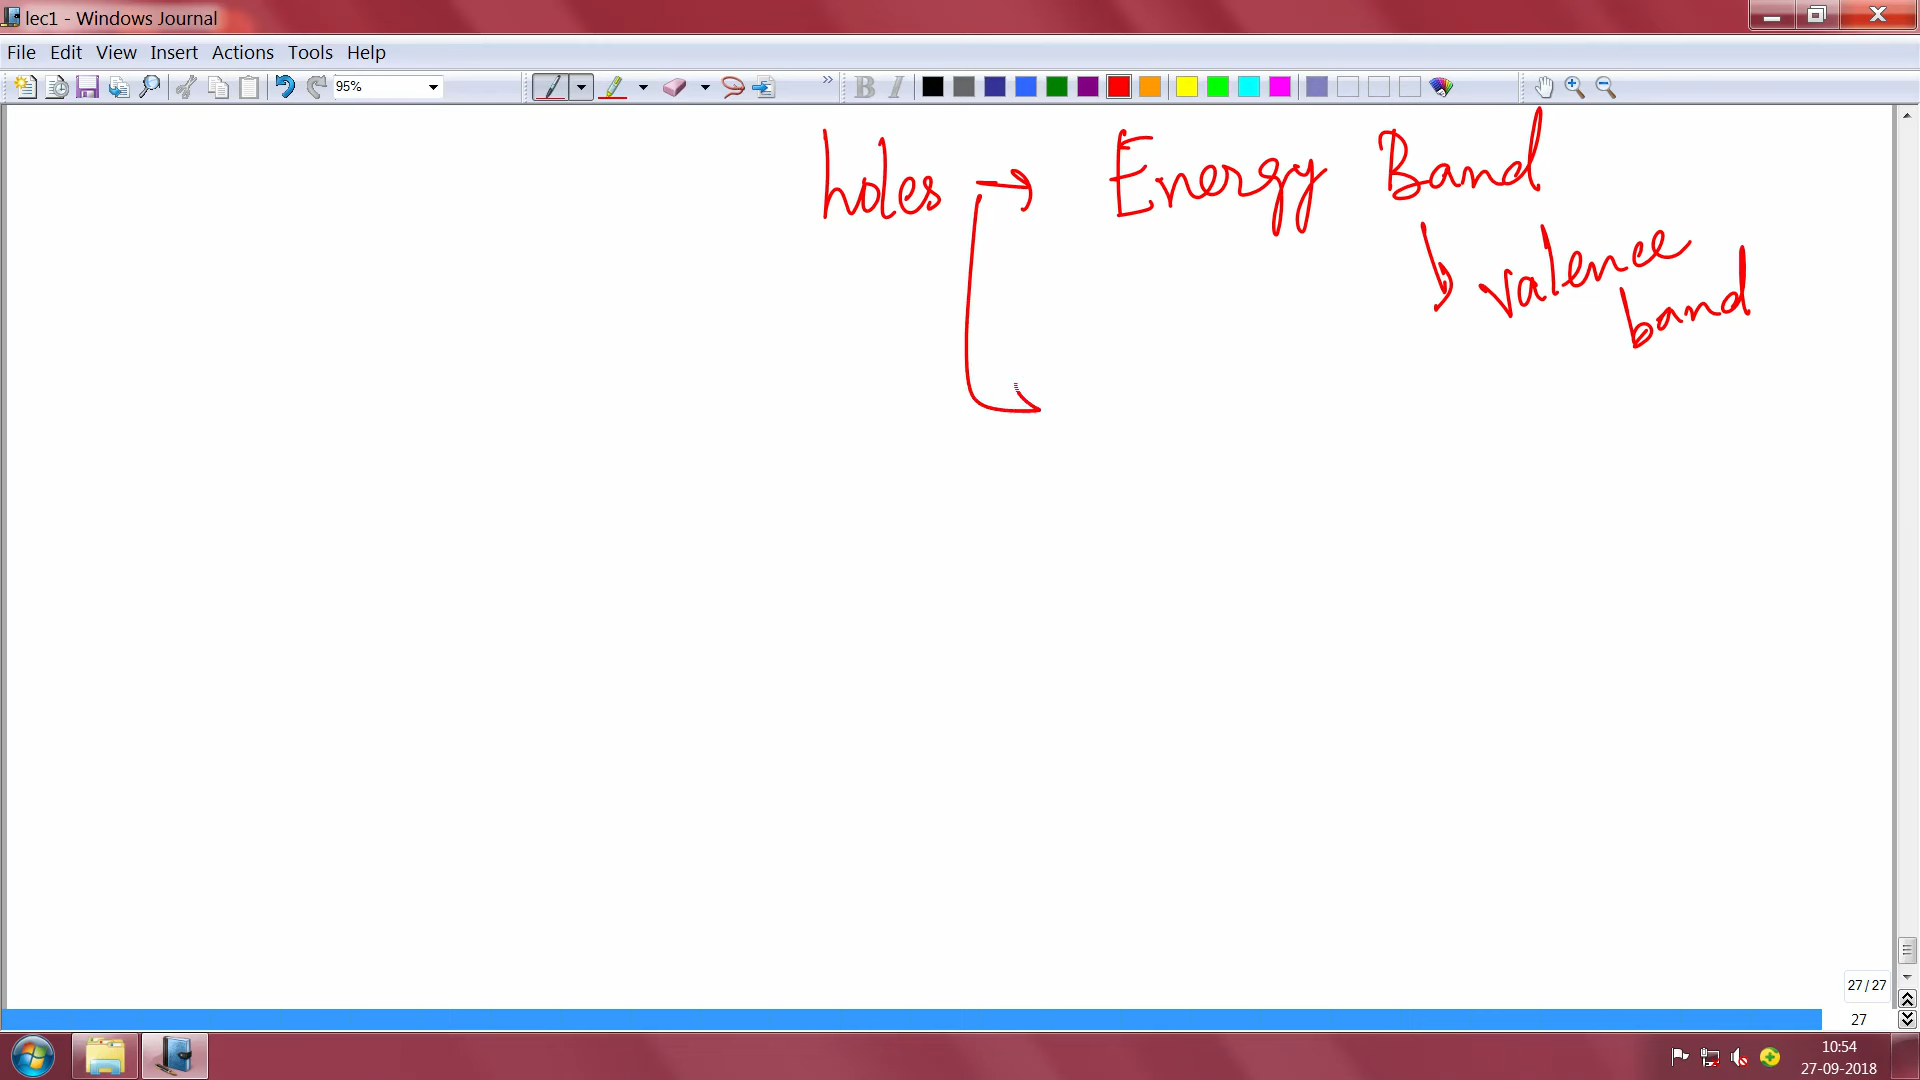 lec1 - Windows Journal
File Edit View Insert Actions Tools Help
95%
B I
holes → Energy Band
valence
band
27 / 27
27
10:54
27-09-2018